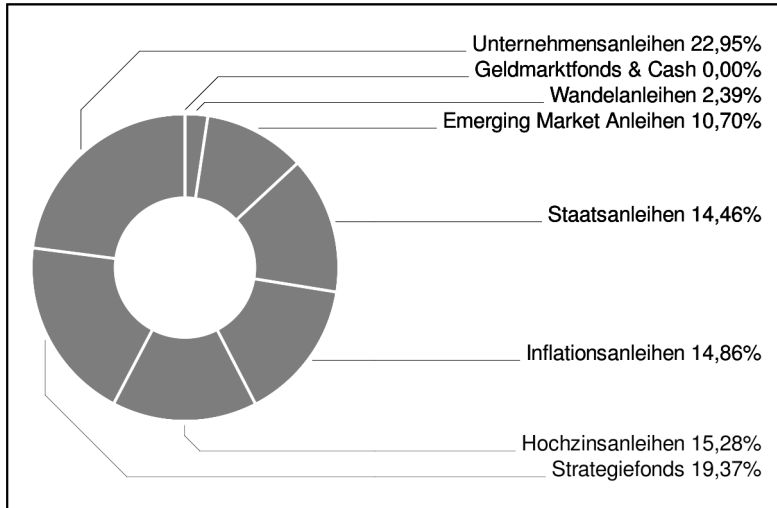 Unternehmensanleihen 22,95%
Geldmarktfonds & Cash 0,00%
Wandelanleihen 2,39%
Emerging Market Anleihen 10,70%
Staatsanleihen 14,46%
Inflationsanleihen 14,86%
Hochzinsanleihen 15,28%
Strategiefonds 19,37%